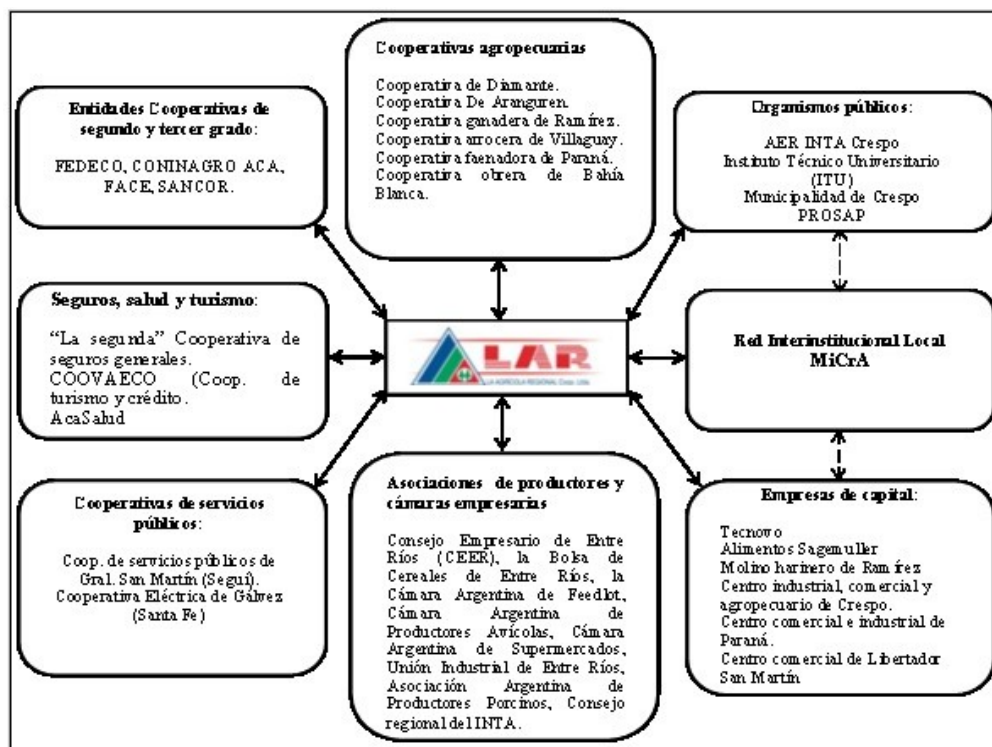 Cooperativas agropecuarias
Cooperativa de Diamante.
Cooperativa De Aranguren.
Cooperativa ganadera de Ramírez.
Cooperativa arrocera de Villaguay.
Cooperativa faenadora de Paraná.
Cooperativa obrera de Bahía
Blanca.
Entidades Cooperativas de
segundo y tercer grado:
FEDECO, CONINAGRO ACA,
FACE, SANCOR.
Organismos públicos:
AER INTA Crespo
Instituto Técnico Universitario
(ITU)
Municipalidad de Crespo
PROSAP
Seguros, salud y turismo:
“La segunda” Cooperativa de
seguros generales.
COOVAECO (Coop. de
turismo y crédito.
AcaSalud
LAR
LA AGRICOLA REGIONAL Coop. Ltda.
Red Interinstitucional Local
MiCrA
Cooperativas de servicios
públicos:
Coop. de servicios públicos de
Gral. San Martín (Seguí).
Cooperativa Eléctrica de Gálvez
(Santa Fe)
Asociaciones de productores y
cámaras empresarias
Consejo Empresario de Entre
Ríos (CEER), la Bolsa de
Cereales de Entre Ríos, la
Cámara Argentina de Feedlot,
Cámara Argentina de
Productores Avícolas, Cámara
Argentina de Supermercados,
Unión Industrial de Entre Ríos,
Asociación Argentina de
Productores Porcinos, Consejo
regional del INTA.
Empresas de capital:
Tecnovo
Alimentos Sagemuller
Molino harinero de Ramírez
Centro industrial, comercial y
agropecuario de Crespo.
Centro comercial e industrial de
Paraná.
Centro comercial de Libertador
San Martín